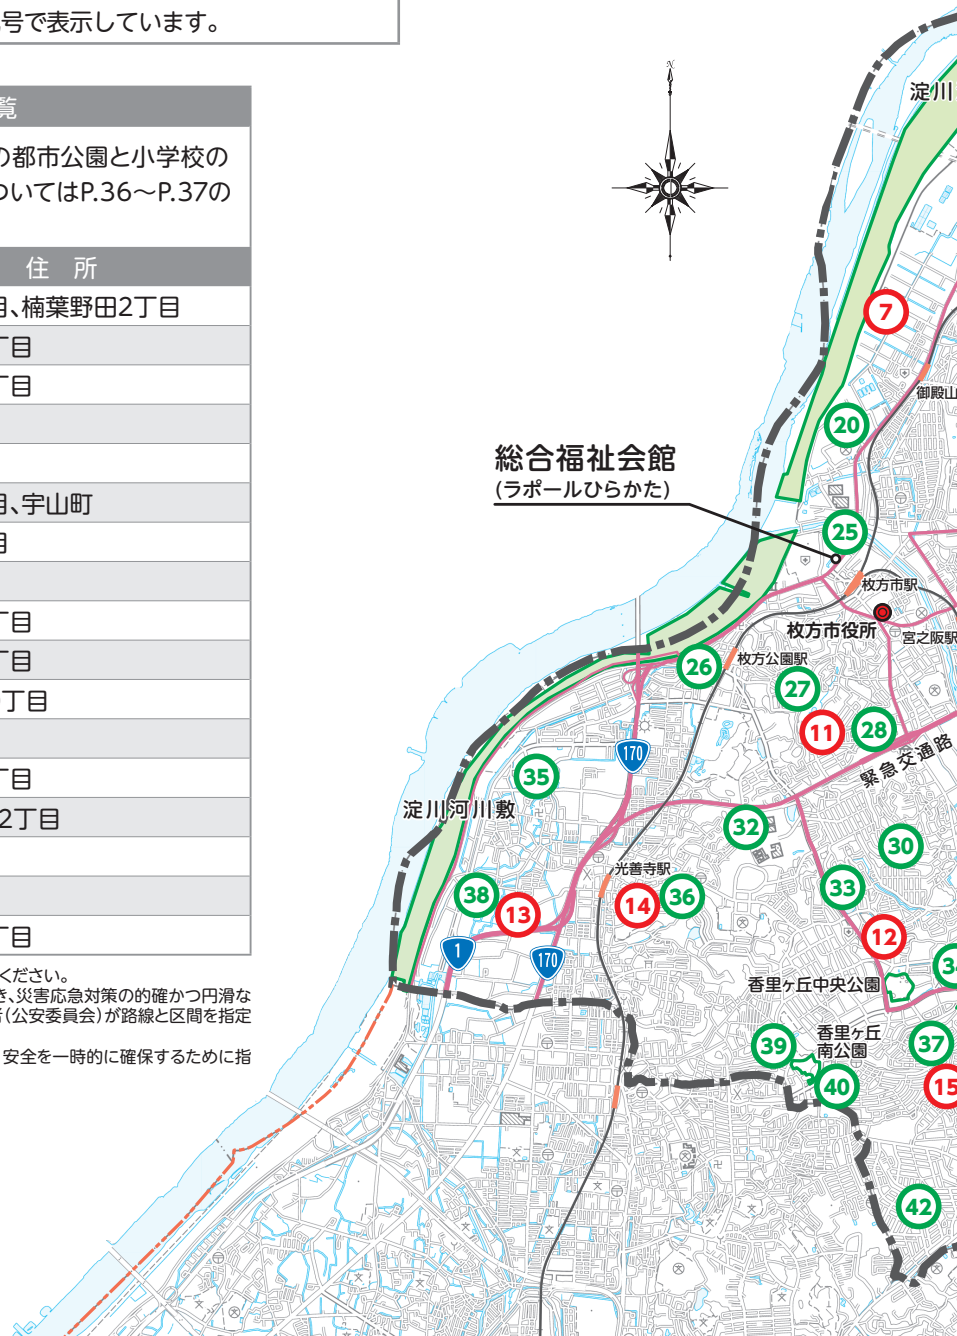 号で表示しています。
覧
の都市公園と小学校の
ついてはP.36〜P.37の
住 所
目、楠葉野田2丁目
丁目
丁目
目、宇山町
目
丁目
丁目
丁目
丁目
2丁目
丁目
ください。
き、災害応急対策の的確かつ円滑な
(公安委員会)が路線と区間を指定
安全を一時的に確保するために指
N
淀川
7
御殿山
20
総合福祉会館
(ラポールひらかた)
25
枚方市駅
枚方市役所
宮之阪駅
26
枚方公園駅
27
11
28
170
緊急交通路
35
淀川河川敷
32
30
光善寺駅
33
38
13
14
36
12
1
170
34
香里ヶ丘中央公園
39
香里ヶ丘
南公園
37
40
15
42